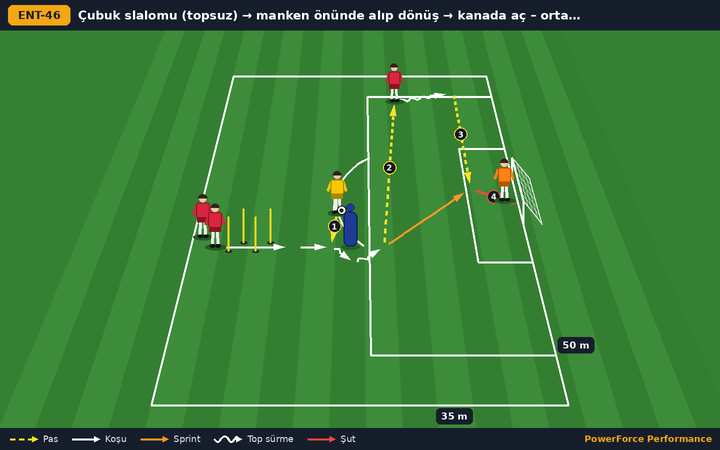 ENT-46 Çubuk slalomu (topsuz) → manken önünde alıp dönüş → kanada aç – orta...
2
3
4
1
50 m
35 m
Pas Koşu Sprint Top sürme Şut PowerForce Performance